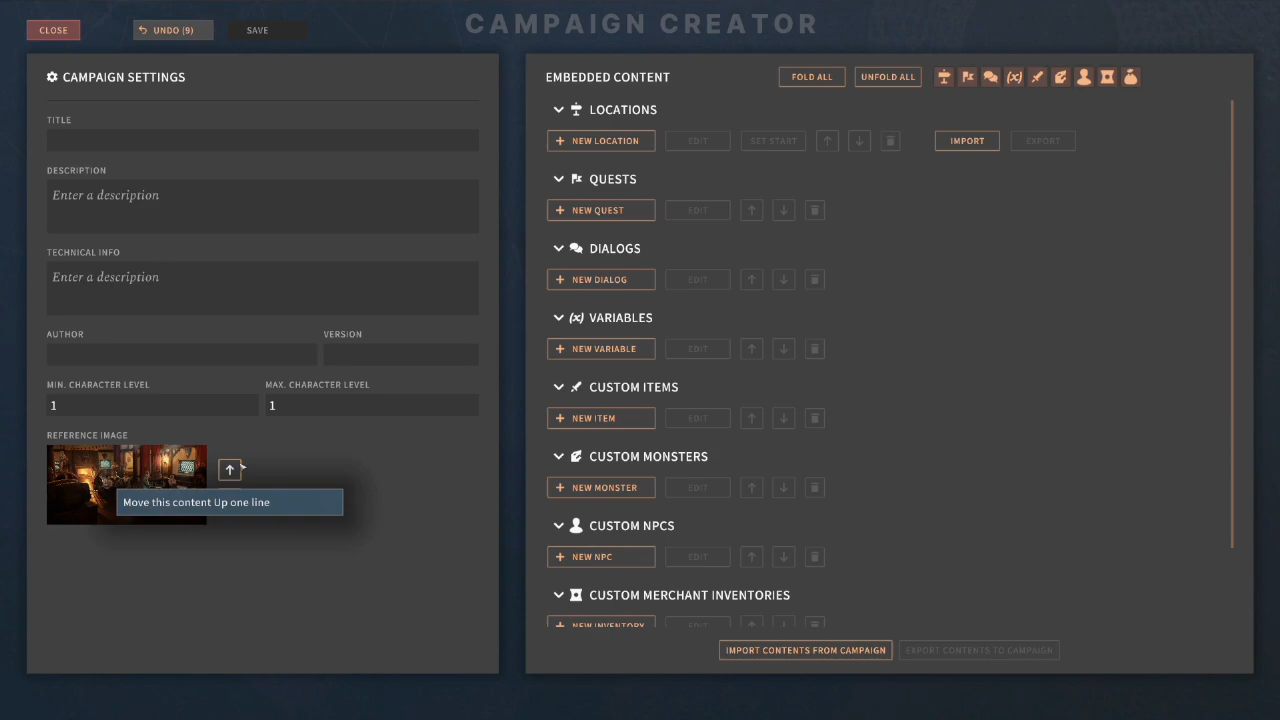 CAMPAIGN CREATOR
CLOSE
UNDO (9)
SAVE
CAMPAIGN SETTINGS
TITLE
DESCRIPTION
Enter a description
TECHNICAL INFO
Enter a description
AUTHOR
VERSION
MIN. CHARACTER LEVEL
MAX. CHARACTER LEVEL
1
1
REFERENCE IMAGE
Move this content Up one line
EMBEDDED CONTENT
FOLD ALL
UNFOLD ALL
(x)
LOCATIONS
+ NEW LOCATION
EDIT
SET START
IMPORT
EXPORT
QUESTS
+ NEW QUEST
EDIT
DIALOGS
+ NEW DIALOG
EDIT
(x) VARIABLES
+ NEW VARIABLE
EDIT
CUSTOM ITEMS
+ NEW ITEM
EDIT
CUSTOM MONSTERS
+ NEW MONSTER
EDIT
CUSTOM NPCS
+ NEW NPC
EDIT
CUSTOM MERCHANT INVENTORIES
+ NEW INVENTORY
EDIT
IMPORT CONTENTS FROM CAMPAIGN
EXPORT CONTENTS TO CAMPAIGN